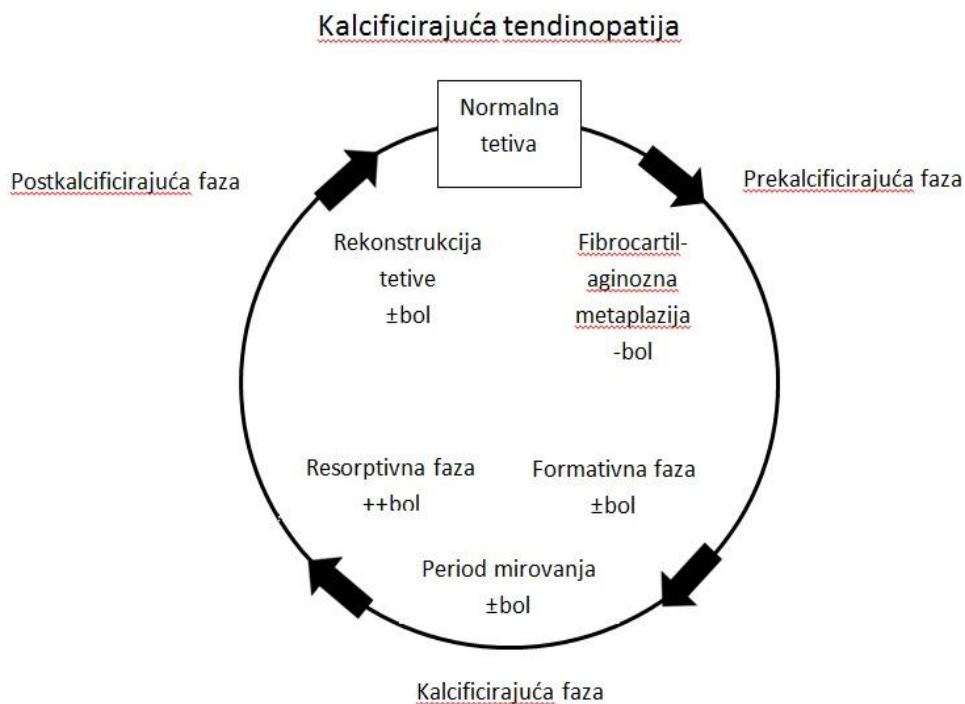 Kalcificirajuća tendinopatija
Normalna
tetiva
Postkalcificirajuća faza
Prekalcificirajuća faza
Rekonstrukcija
tetive
±bol
Fibrocartil-
aginozna
metaplazija
-bol
Resorptivna faza
++bol
Formativna faza
±bol
Period mirovanja
±bol
Kalcificirajuća faza